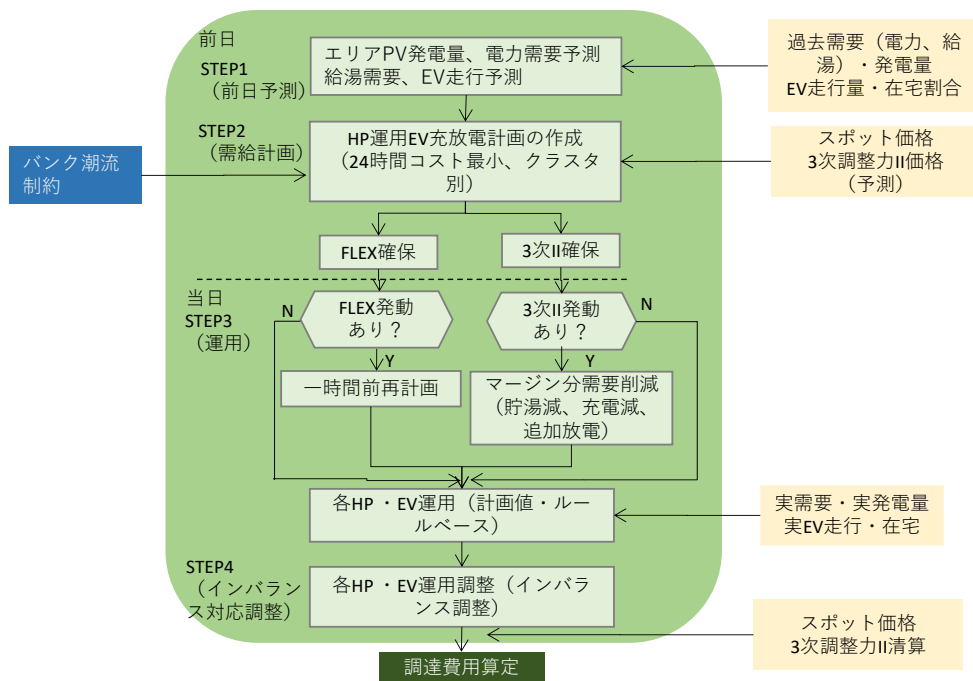 前日
STEP1
（前日予測）
エリアPV発電量、電力需要予測
給湯需要、EV走行予測
過去需要（電力、給
湯）・発電量
EV走行量・在宅割合
STEP2
（需給計画）
HP運用EV充放電計画の作成
（24時間コスト最小、クラスタ
別）
バンク潮流
制約
スポット価格
3次調整力II価格
（予測）
FLEX確保
3次II確保
当日
STEP3
（運用）
N
FLEX発動
あり？
3次II発動
あり？
N
Y
Y
一時間前再計画
マージン分需要削減
（貯湯減、充電減、
追加放電）
各HP・EV運用（計画値・ルー
ルベース）
実需要・実発電量
実EV走行・在宅
STEP4
（インバラン
ス対応調整）
各HP・EV運用調整（インバラ
ンス調整）
スポット価格
3次調整力II清算
調達費用算定